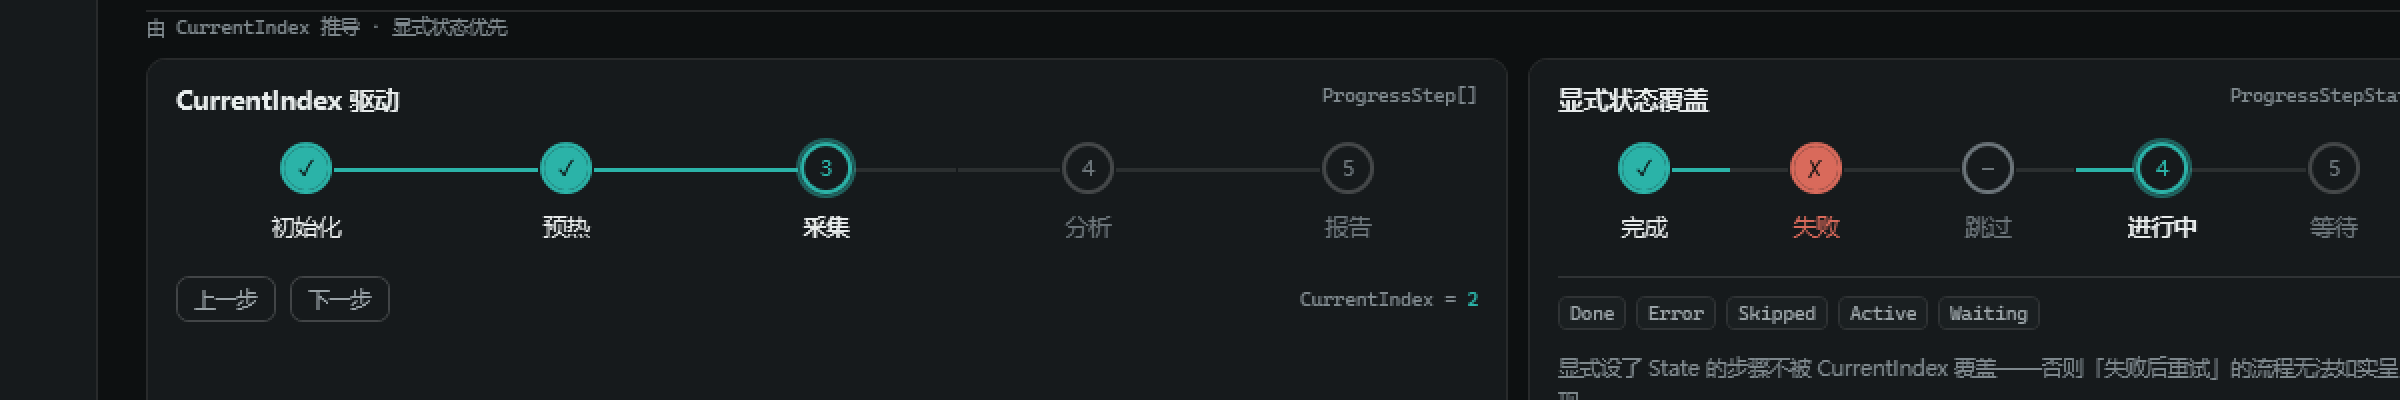 由 CurrentIndex 推导 · 显式状态优先
CurrentIndex 驱动
ProgressStep[]
✓ ✓ 3 4 5
初始化 预热 采集 分析 报告
上一步 下一步
CurrentIndex = 2
显式状态覆盖
ProgressStepStat
✓ X – 4 5
完成 失败 跳过 进行中 等待
Done Error Skipped Active Waiting
显式设了 State 的步骤不被 CurrentIndex 覆盖——否则「失败后重试」的流程无法如实呈
现